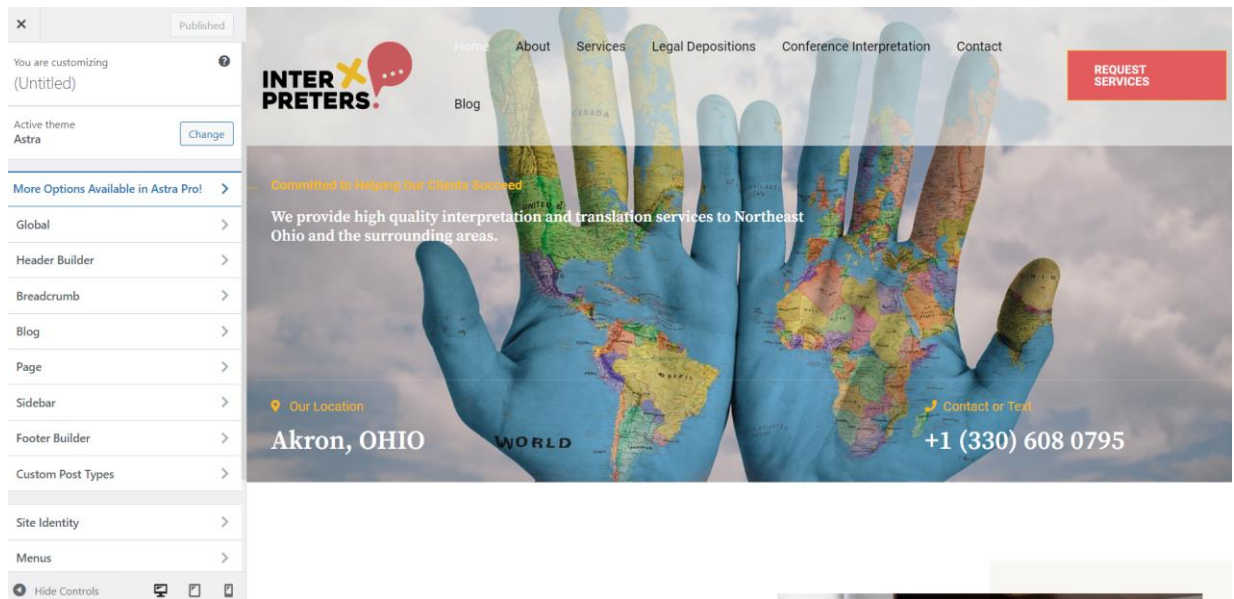 Published
You are customizing
(Untitled)
Active theme
Astra
Change
More Options Available in Astra Pro!
Global
Header Builder
Breadcrumb
Blog
Page
Sidebar
Footer Builder
Custom Post Types
Site Identity
Menus
Hide Controls
INTER
PRETERS
Home
About
Services
Legal Depositions
Conference Interpretation
Contact
Blog
REQUEST
SERVICES
CANADA
Committed to Helping Our Clients Succeed
We provide high quality interpretation and translation services to Northeast
Ohio and the surrounding areas.
Our Location
Akron, OHIO
WORLD
Contact or Text
+1 (330) 608 0795